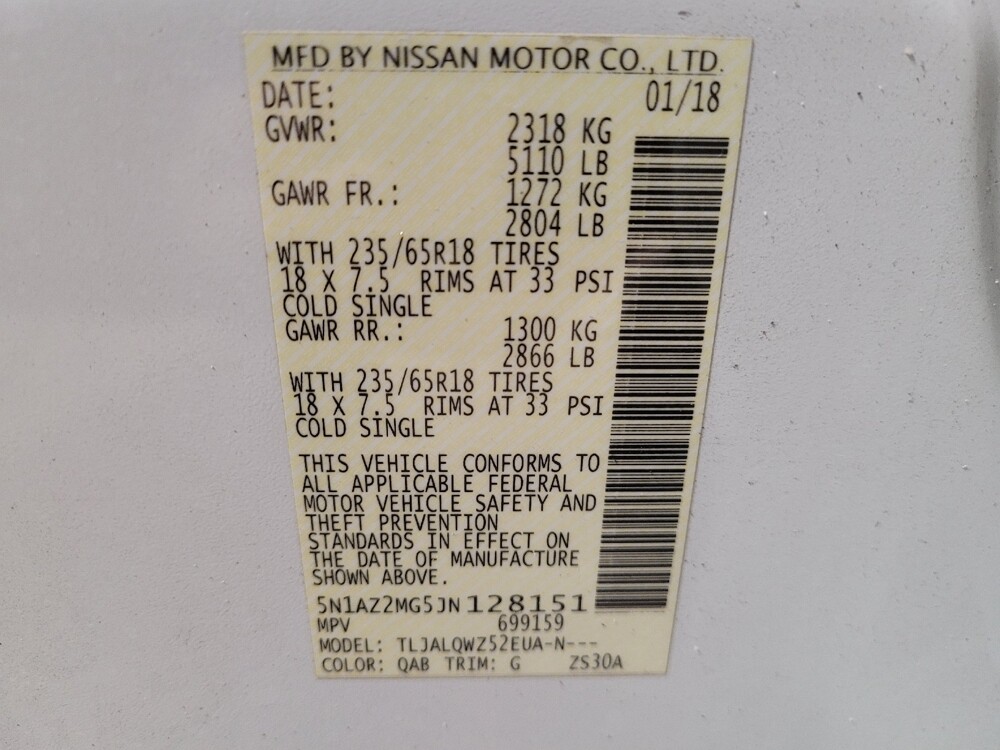 MFD BY NISSAN MOTOR CO., LTD.
DATE: 01/18
GVWR: 2318 KG
5110 LB
GAWR FR.: 1272 KG
2804 LB
WITH 235/65R18 TIRES
18 X 7.5 RIMS AT 33 PSI
COLD SINGLE
GAWR RR.: 1300 KG
2866 LB
WITH 235/65R18 TIRES
18 X 7.5 RIMS AT 33 PSI
COLD SINGLE
THIS VEHICLE CONFORMS TO
ALL APPLICABLE FEDERAL
MOTOR VEHICLE SAFETY AND
THEFT PREVENTION
STANDARDS IN EFFECT ON
THE DATE OF MANUFACTURE
SHOWN ABOVE.
5N1AZ2MG5JN128151
MPV 699159
MODEL: TLJALQWZ52EUA-N---
COLOR: QAB TRIM: G ZS30A